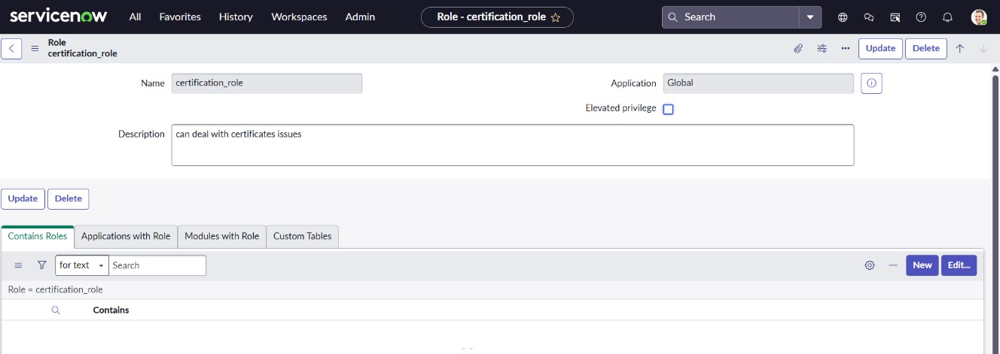 servicenow All Favorites History Workspaces Admin Role - certification_role Search
Role
certification_role
Update Delete
Name certification_role Application Global
Elevated privilege
Description can deal with certificates issues
Update Delete
Contains Roles Applications with Role Modules with Role Custom Tables
for text Search New Edit...
Role = certification_role
Contains